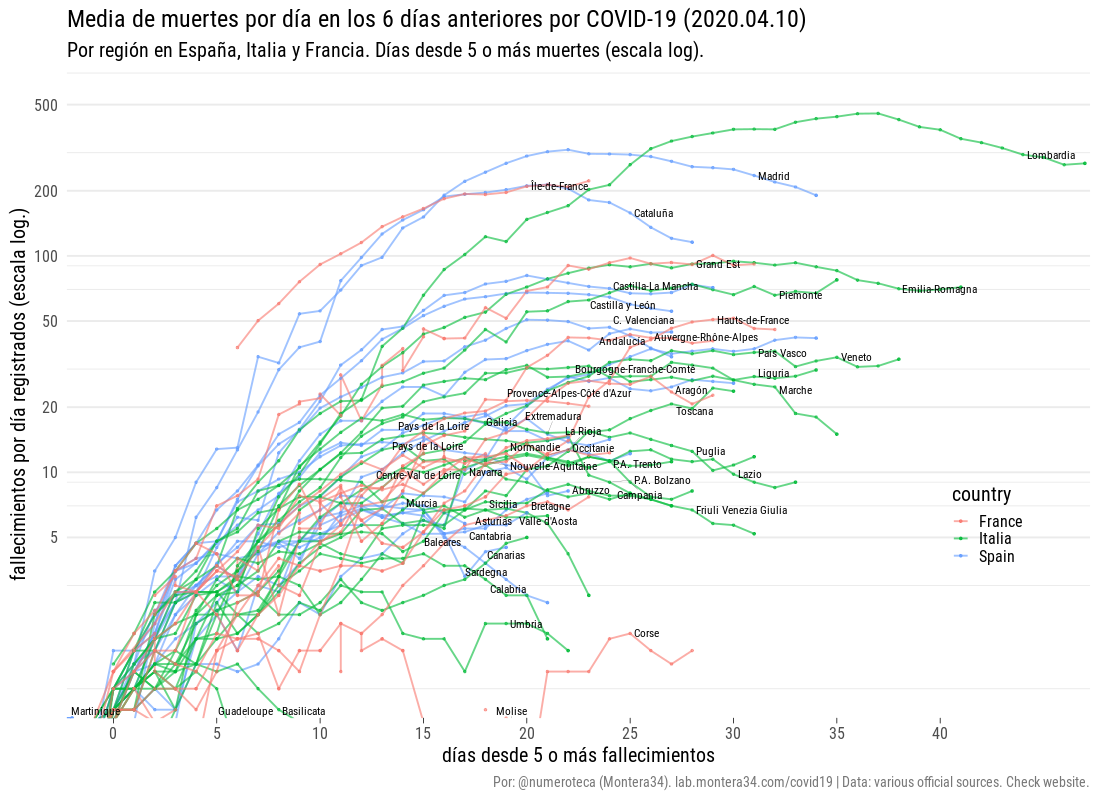 Media de muertes por día en los 6 días anteriores por COVID-19 (2020.04.10)
Por región en España, Italia y Francia. Días desde 5 o más muertes (escala log).
fallecimientos por día registrados (escala log.)
500
200
100
50
20
10
5
Lombardia
Madrid
Île-de-France
Cataluña
Grand Est
Castilla-La Mancha
Emilia-Romagna
Piemonte
Castilla y León
C. Valenciana
Hauts-de-France
Andalucía
Auvergne-Rhône-Alpes
País Vasco
Veneto
Bourgogne-Franche-Comté
Liguria
Provence-Alpes-Côte d'Azur
Aragón
Marche
Toscana
Extremadura
Pays de la Loire
Galicia
La Rioja
Pays de la Loire
Normandie
Occitanie
Puglia
Centre-Val de Loire
Navarra
Nouvelle-Aquitaine
P.A. Trento
Lazio
P.A. Bolzano
Abruzzo
Campania
Murcia
Sicilia
Bretagne
Friuli Venezia Giulia
Asturias
Valle d'Aosta
Baleares
Cantabria
Canarias
Sardegna
Calabria
Umbria
Corse
Martinique
Guadeloupe
Basilicata
Molise
country
France
Italia
Spain
0
5
10
15
20
25
30
35
40
días desde 5 o más fallecimientos
Por: @numeroteca (Montera34). lab.montera34.com/covid19 | Data: various official sources. Check website.